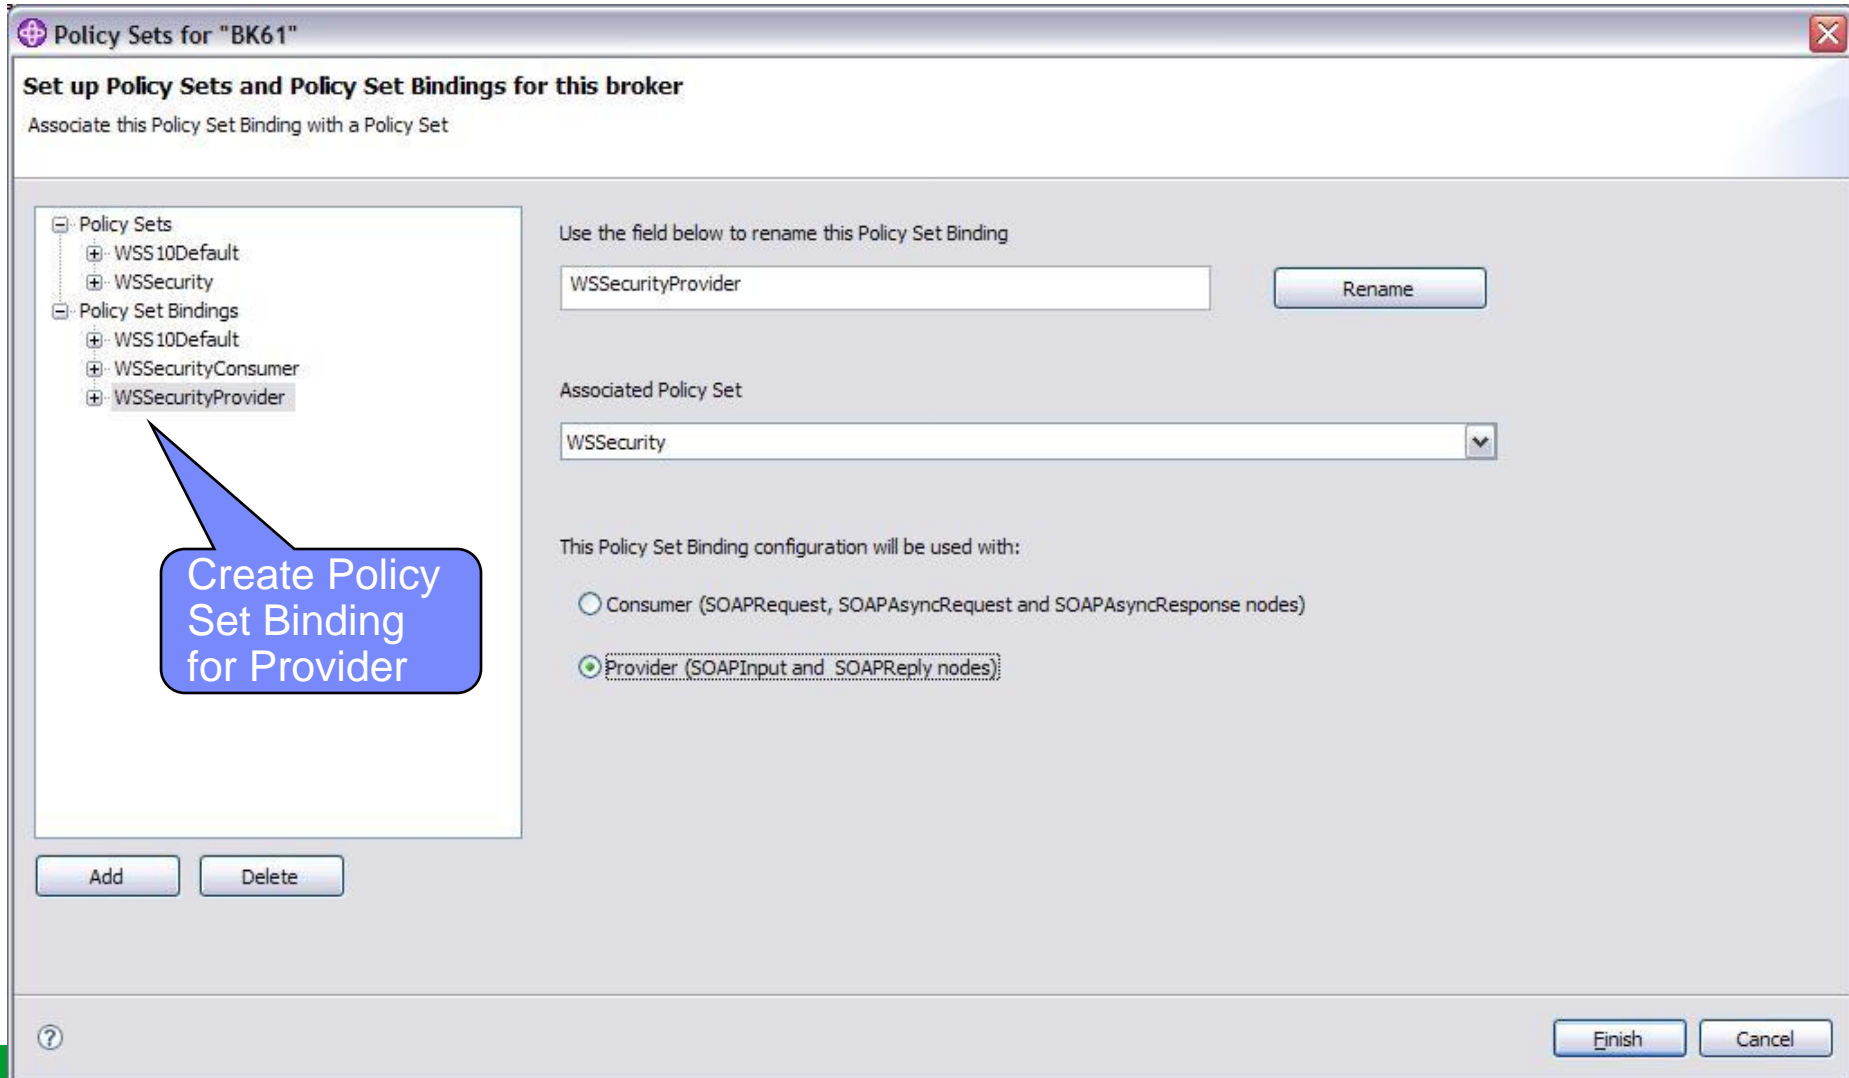 Policy Sets for "BK61"
Set up Policy Sets and Policy Set Bindings for this broker
Associate this Policy Set Binding with a Policy Set
Policy Sets
WSS10Default
WSSecurity
Policy Set Bindings
WSS10Default
WSSecurityConsumer
WSSecurityProvider
Create Policy
Set Binding
for Provider
Add
Delete
Use the field below to rename this Policy Set Binding
WSSecurityProvider
Rename
Associated Policy Set
WSSecurity
This Policy Set Binding configuration will be used with:
Consumer (SOAPRequest, SOAPAsyncRequest and SOAPAsyncResponse nodes)
Provider (SOAPInput and  SOAPReply nodes)
?
Finish
Cancel